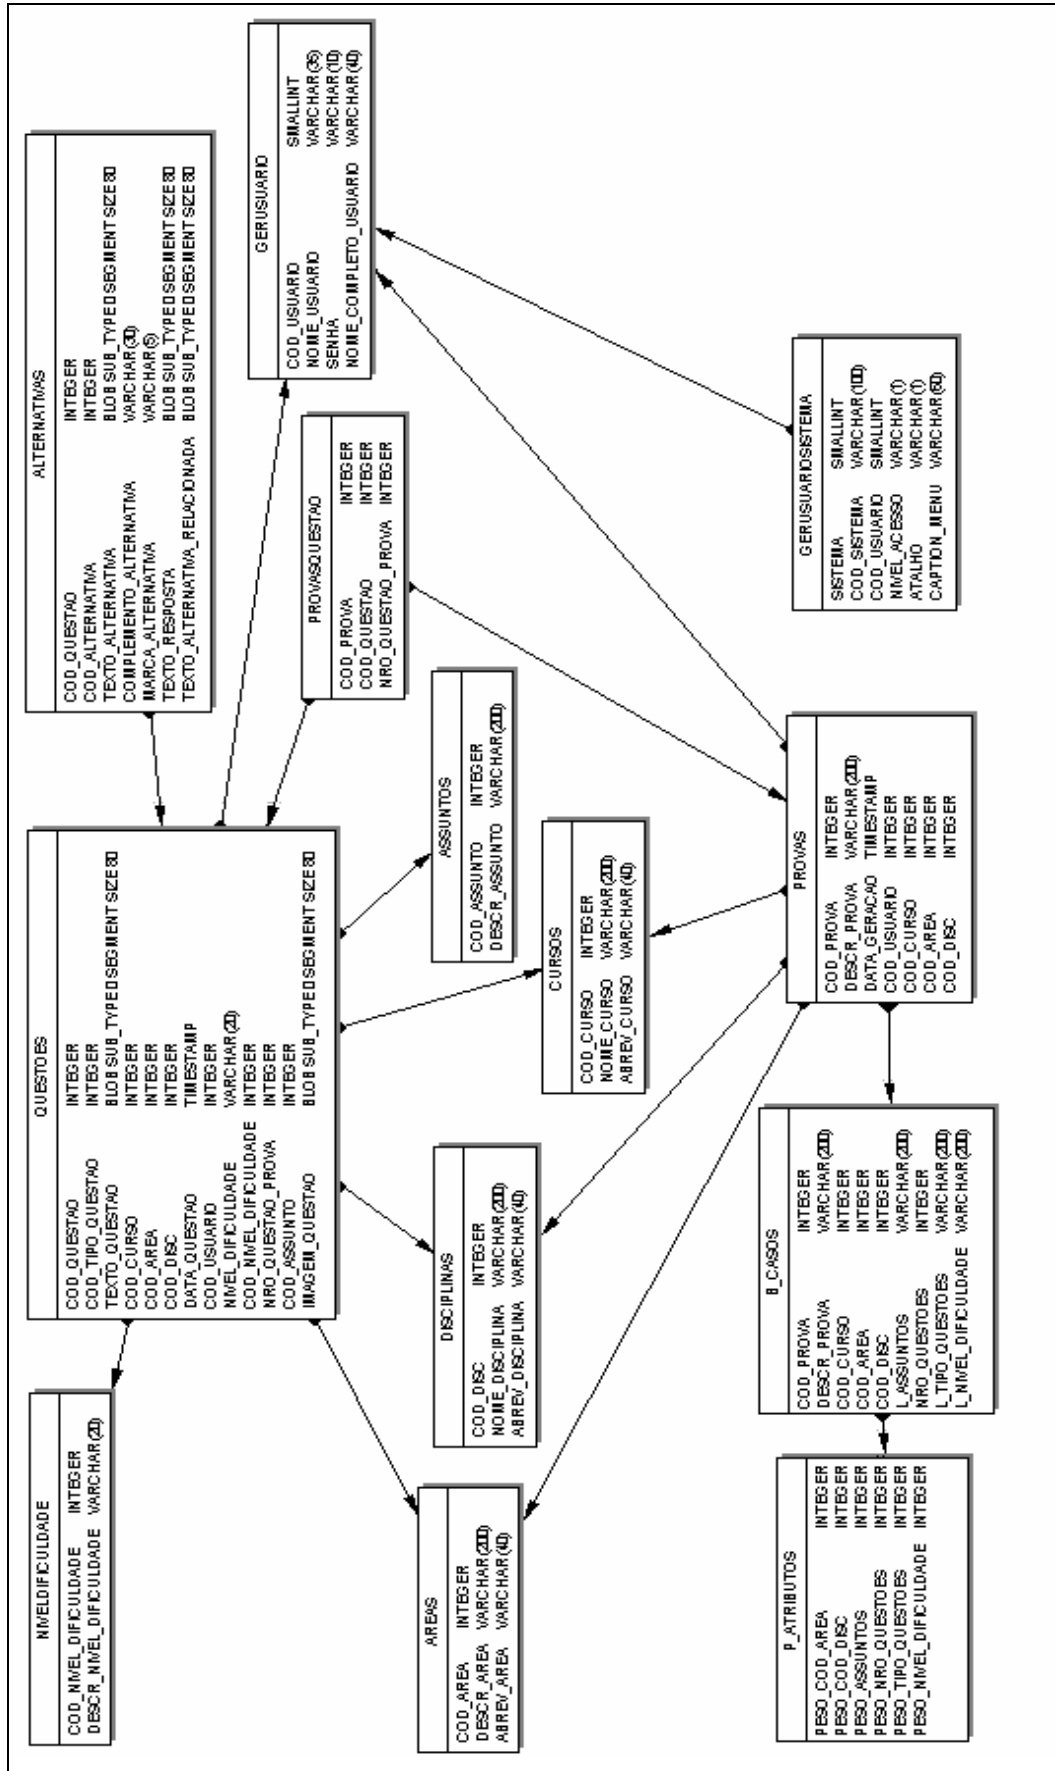 NIVELDIFICULDADE
COD_NIVEL_DIFICULDADE INTEGER
DESCR_NIVEL_DIFICULDADE VARCHAR(20)
QUESTOES
COD_QUESTAO INTEGER
COD_TIPO_QUESTAO INTEGER
TEXTO_QUESTAO BLOB SUB_TYPE 0 SEGMENT SIZE 80
COD_CURSO INTEGER
COD_AREA INTEGER
COD_DISC INTEGER
DATA_QUESTAO TIMESTAMP
COD_USUARIO INTEGER
NIVEL_DIFICULDADE VARCHAR(20)
COD_NIVEL_DIFICULDADE INTEGER
NRO_QUESTAO_PROVA INTEGER
COD_ASSUNTO INTEGER
IMAGEM_QUESTAO BLOB SUB_TYPE 0 SEGMENT SIZE 80
ALTERNATIVAS
COD_QUESTAO INTEGER
COD_ALTERNATIVA INTEGER
TEXTO_ALTERNATIVA BLOB SUB_TYPE 0 SEGMENT SIZE 80
COMPLEMENTO_ALTERNATIVA VARCHAR(30)
MARCA_ALTERNATIVA VARCHAR(5)
TEXTO_RESPOSTA BLOB SUB_TYPE 0 SEGMENT SIZE 80
TEXTO_ALTERNATIVA_RELACIONADA BLOB SUB_TYPE 0 SEGMENT SIZE 80
GERUSUARIO
COD_USUARIO SMALLINT
NOME_USUARIO VARCHAR(35)
SENHA VARCHAR(10)
NOME_COMPLETO_USUARIO VARCHAR(40)
PROVASQUESTAO
COD_PROVA INTEGER
COD_QUESTAO INTEGER
NRO_QUESTAO_PROVA INTEGER
AREAS
COD_AREA INTEGER
DESCR_AREA VARCHAR(200)
ABREV_AREA VARCHAR(40)
DISCIPLINAS
COD_DISC INTEGER
NOME_DISCIPLINA VARCHAR(200)
ABREV_DISCIPLINA VARCHAR(40)
ASSUNTOS
COD_ASSUNTO INTEGER
DESCR_ASSUNTO VARCHAR(200)
CURSOS
COD_CURSO INTEGER
NOME_CURSO VARCHAR(200)
ABREV_CURSO VARCHAR(40)
P_ATRIBUTOS
PESO_COD_AREA INTEGER
PESO_COD_DISC INTEGER
PESO_ASSUNTOS INTEGER
PESO_NRO_QUESTOES INTEGER
PESO_TIPO_QUESTOES INTEGER
PESO_NIVEL_DIFICULDADE INTEGER
B_CASOS
COD_PROVA INTEGER
DESCR_PROVA VARCHAR(200)
COD_CURSO INTEGER
COD_AREA INTEGER
COD_DISC INTEGER
L_ASSUNTOS VARCHAR(200)
NRO_QUESTOES INTEGER
L_TIPO_QUESTOES VARCHAR(200)
L_NIVEL_DIFICULDADE VARCHAR(200)
PROVAS
COD_PROVA INTEGER
DESCR_PROVA VARCHAR(200)
DATA_GERACAO TIMESTAMP
COD_USUARIO INTEGER
COD_CURSO INTEGER
COD_AREA INTEGER
COD_DISC INTEGER
GERUSUARIOSISTEMA
SISTEMA SMALLINT
COD_SISTEMA VARCHAR(100)
COD_USUARIO SMALLINT
NIVEL_ACESSO VARCHAR(1)
ATALHO VARCHAR(1)
CAPTION_MENU VARCHAR(60)